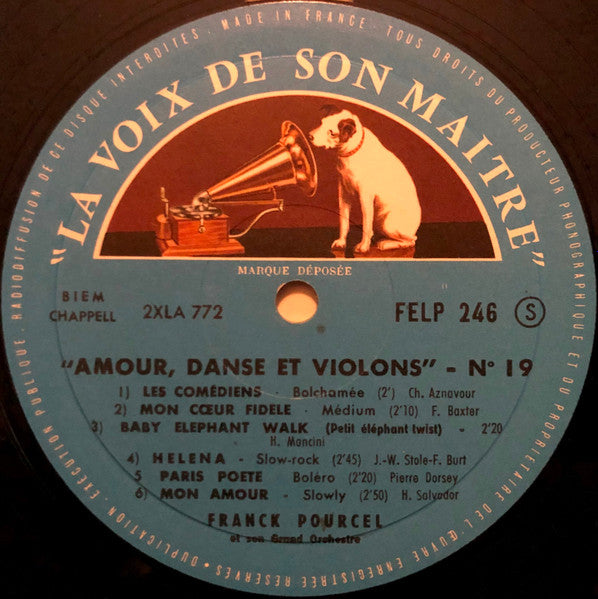 MADE IN FRANCE • TOUS DROITS DU PRODUCTEUR PHONOGRAPHIQUE ET DU PROPRIETAIRE DE L'ŒUVRE ENREGISTREE RESERVES • DUPLICATION • EXÉCUTION PUBLIQUE • RADIODIFFUSION DE CE DISQUE INTERDITES •
"LA VOIX DE SON MAITRE"
MARQUE DÉPOSÉE
BIEM
CHAPPELL
2XLA 772
FELP 246 S
"AMOUR, DANSE ET VIOLONS" - N° 19
1) LES COMÉDIENS Bolchamée (2') Ch. Aznavour
2) MON CŒUR FIDELE - Médium (2'10) F. Baxter
3) BABY ELEPHANT WALK (Petit éléphant twist) - 2'20
H. Mancini
4) HELENA - Slow-rock (2'45) J.-W. Stole-F. Burt
5 PARIS POETE - Boléro (2'20) Pierre Dorsey
6) MON AMOUR - Slowly (2'50) H. Salvador
FRANCK POURCEL
et son Grand Orchestre